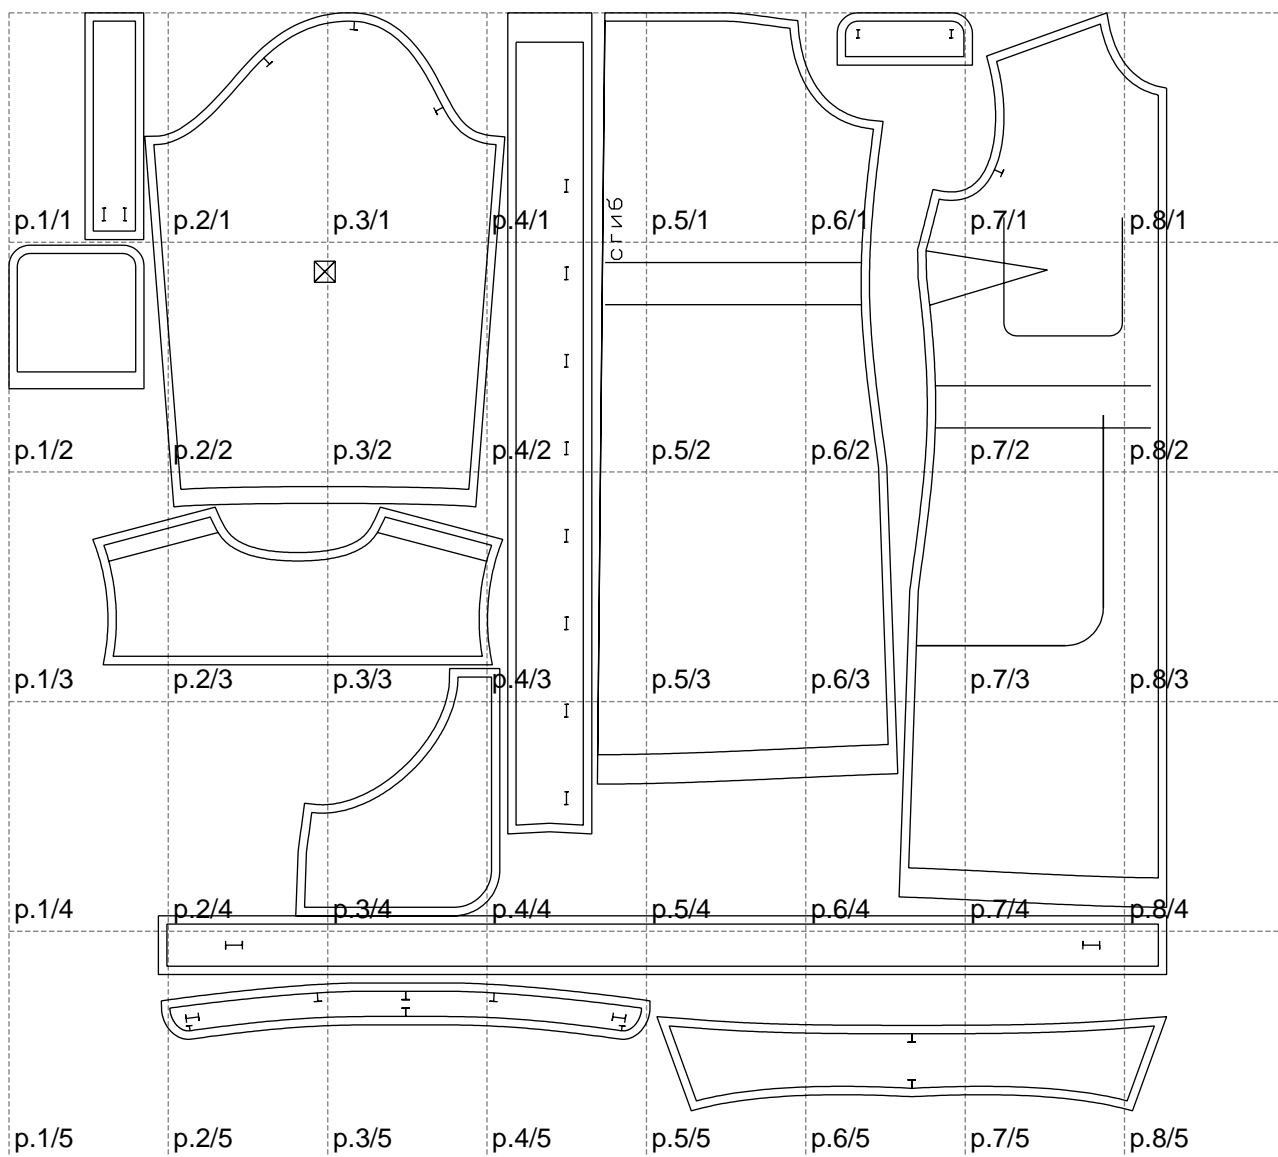 p.1/1 p.2/1 p.3/1 p.4/1 p.5/1 p.6/1 p.7/1 p.8/1
сгиб
p.1/2 p.2/2 p.3/2 p.4/2 p.5/2 p.6/2 p.7/2 p.8/2
p.1/3 p.2/3 p.3/3 p.4/3 p.5/3 p.6/3 p.7/3 p.8/3
p.1/4 p.2/4 p.3/4 p.4/4 p.5/4 p.6/4 p.7/4 p.8/4
p.1/5 p.2/5 p.3/5 p.4/5 p.5/5 p.6/5 p.7/5 p.8/5